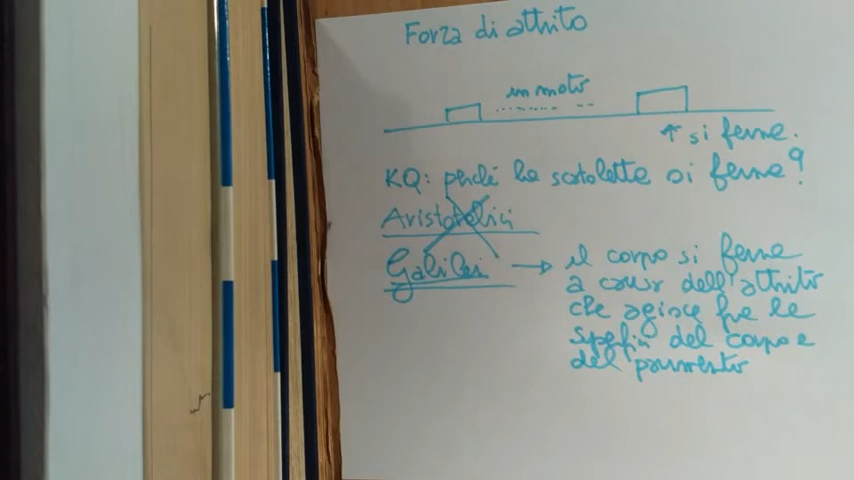 Forza di attrito
in moto
↑ si ferma.
KQ: perché la scatoletta si ferma?
Aristotelici
Galilei → il corpo si ferma
a causa dell'attrito
che agisce fra le
superfici del corpo e
del pavimento